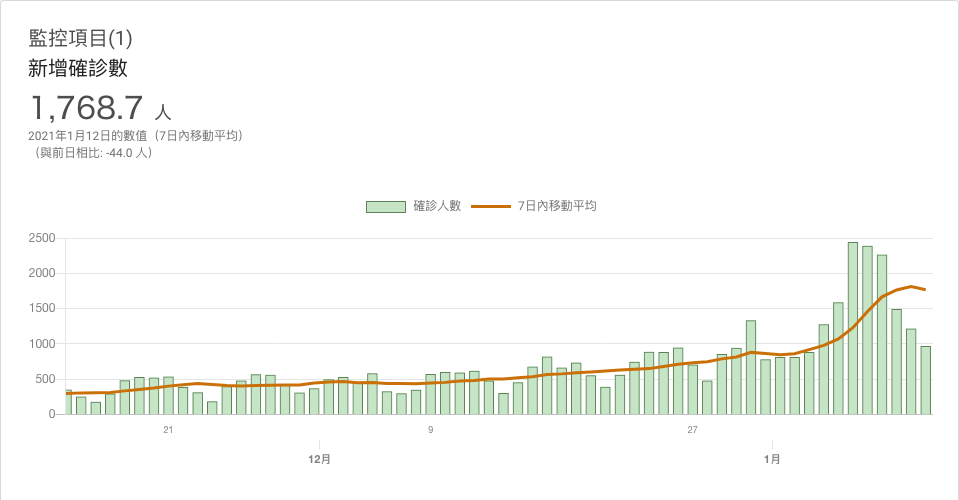 監控項目(1)
新增確診數
1,768.7 人
2021年1月12日的數值（7日內移動平均）
（與前日相比: -44.0 人）
確診人數 7日內移動平均
2500
2000
1500
1000
500
0
21 9 27
12月 1月